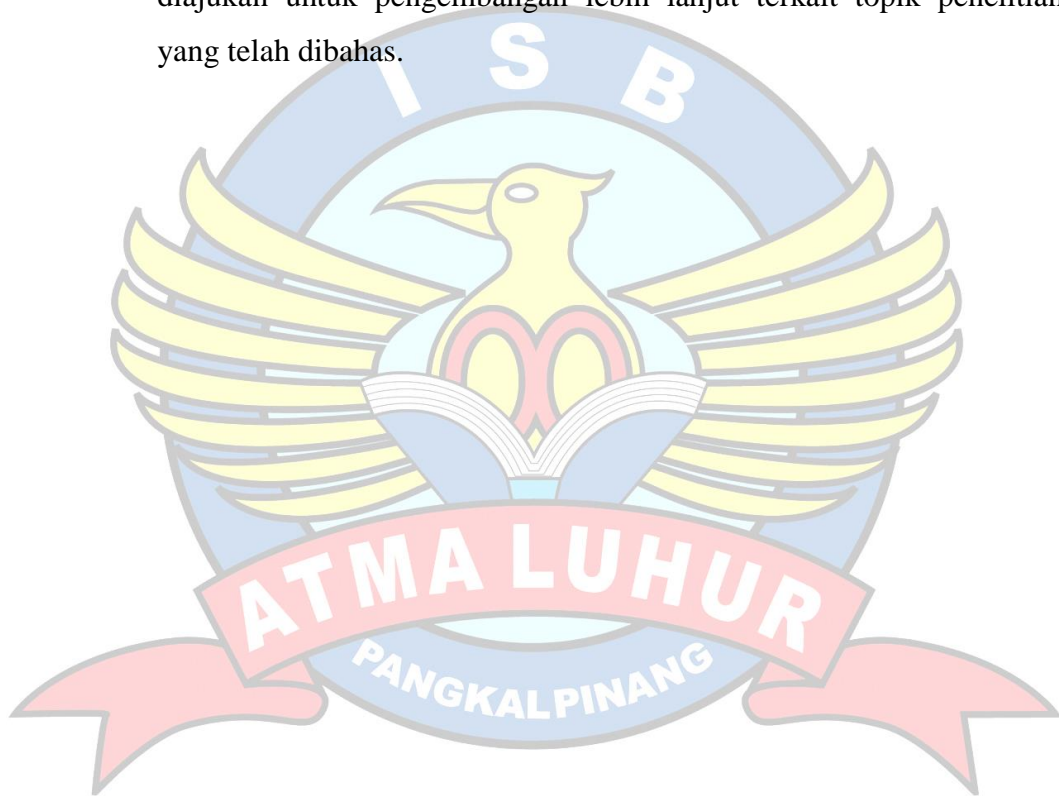 diajukan untuk pengembangan lebih lanjut terkait topik penelitian
yang telah dibahas.
I S B
ATMA LUHUR
PANGKALPINANG